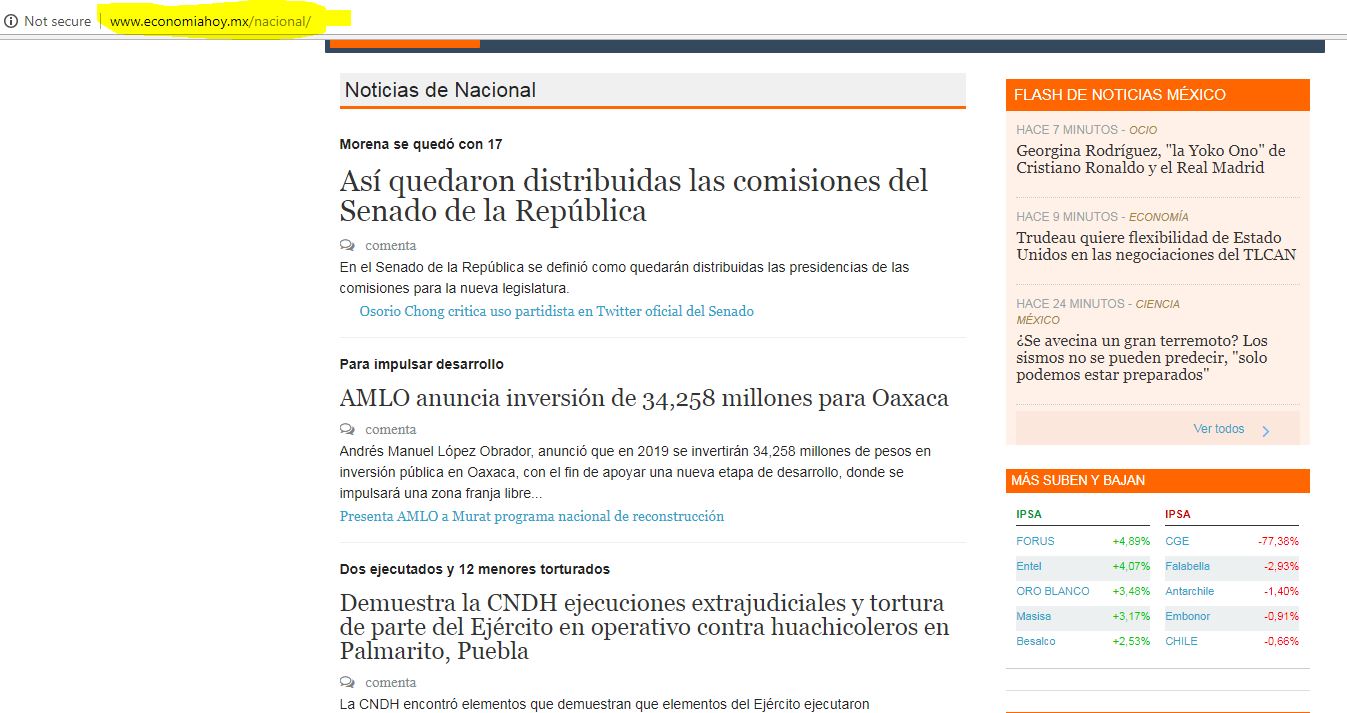 Not secure
www.economiahoy.mx/nacional/
Noticias de Nacional
Morena se quedó con 17
Así quedaron distribuidas las comisiones del
Senado de la República
comenta
En el Senado de la República se definió como quedarán distribuidas las presidencias de las
comisiones para la nueva legislatura.
Osorio Chong critica uso partidista en Twitter oficial del Senado
Para impulsar desarrollo
AMLO anuncia inversión de 34,258 millones para Oaxaca
comenta
Andrés Manuel López Obrador, anunció que en 2019 se invertirán 34,258 millones de pesos en
inversión pública en Oaxaca, con el fin de apoyar una nueva etapa de desarrollo, donde se
impulsará una zona franja libre...
Presenta AMLO a Murat programa nacional de reconstrucción
Dos ejecutados y 12 menores torturados
Demuestra la CNDH ejecuciones extrajudiciales y tortura
de parte del Ejército en operativo contra huachicoleros en
Palmarito, Puebla
comenta
La CNDH encontró elementos que demuestran que elementos del Ejército ejecutaron
FLASH DE NOTICIAS MÉXICO
HACE 7 MINUTOS - OCIO
Georgina Rodríguez, "la Yoko Ono" de
Cristiano Ronaldo y el Real Madrid
HACE 9 MINUTOS - ECONOMÍA
Trudeau quiere flexibilidad de Estado
Unidos en las negociaciones del TLCAN
HACE 24 MINUTOS - CIENCIA
MÉXICO
¿Se avecina un gran terremoto? Los
sismos no se pueden predecir, "solo
podemos estar preparados"
Ver todos
MÁS SUBEN Y BAJAN
IPSA IPSA
FORUS +4,89% CGE -77,36%
Entel +4,07% Falabella -2,93%
ORO BLANCO +3,48% Antarchile -1,40%
Masisa +3,17% Embonor -0,91%
Besalco +2,53% CHILE -0,66%